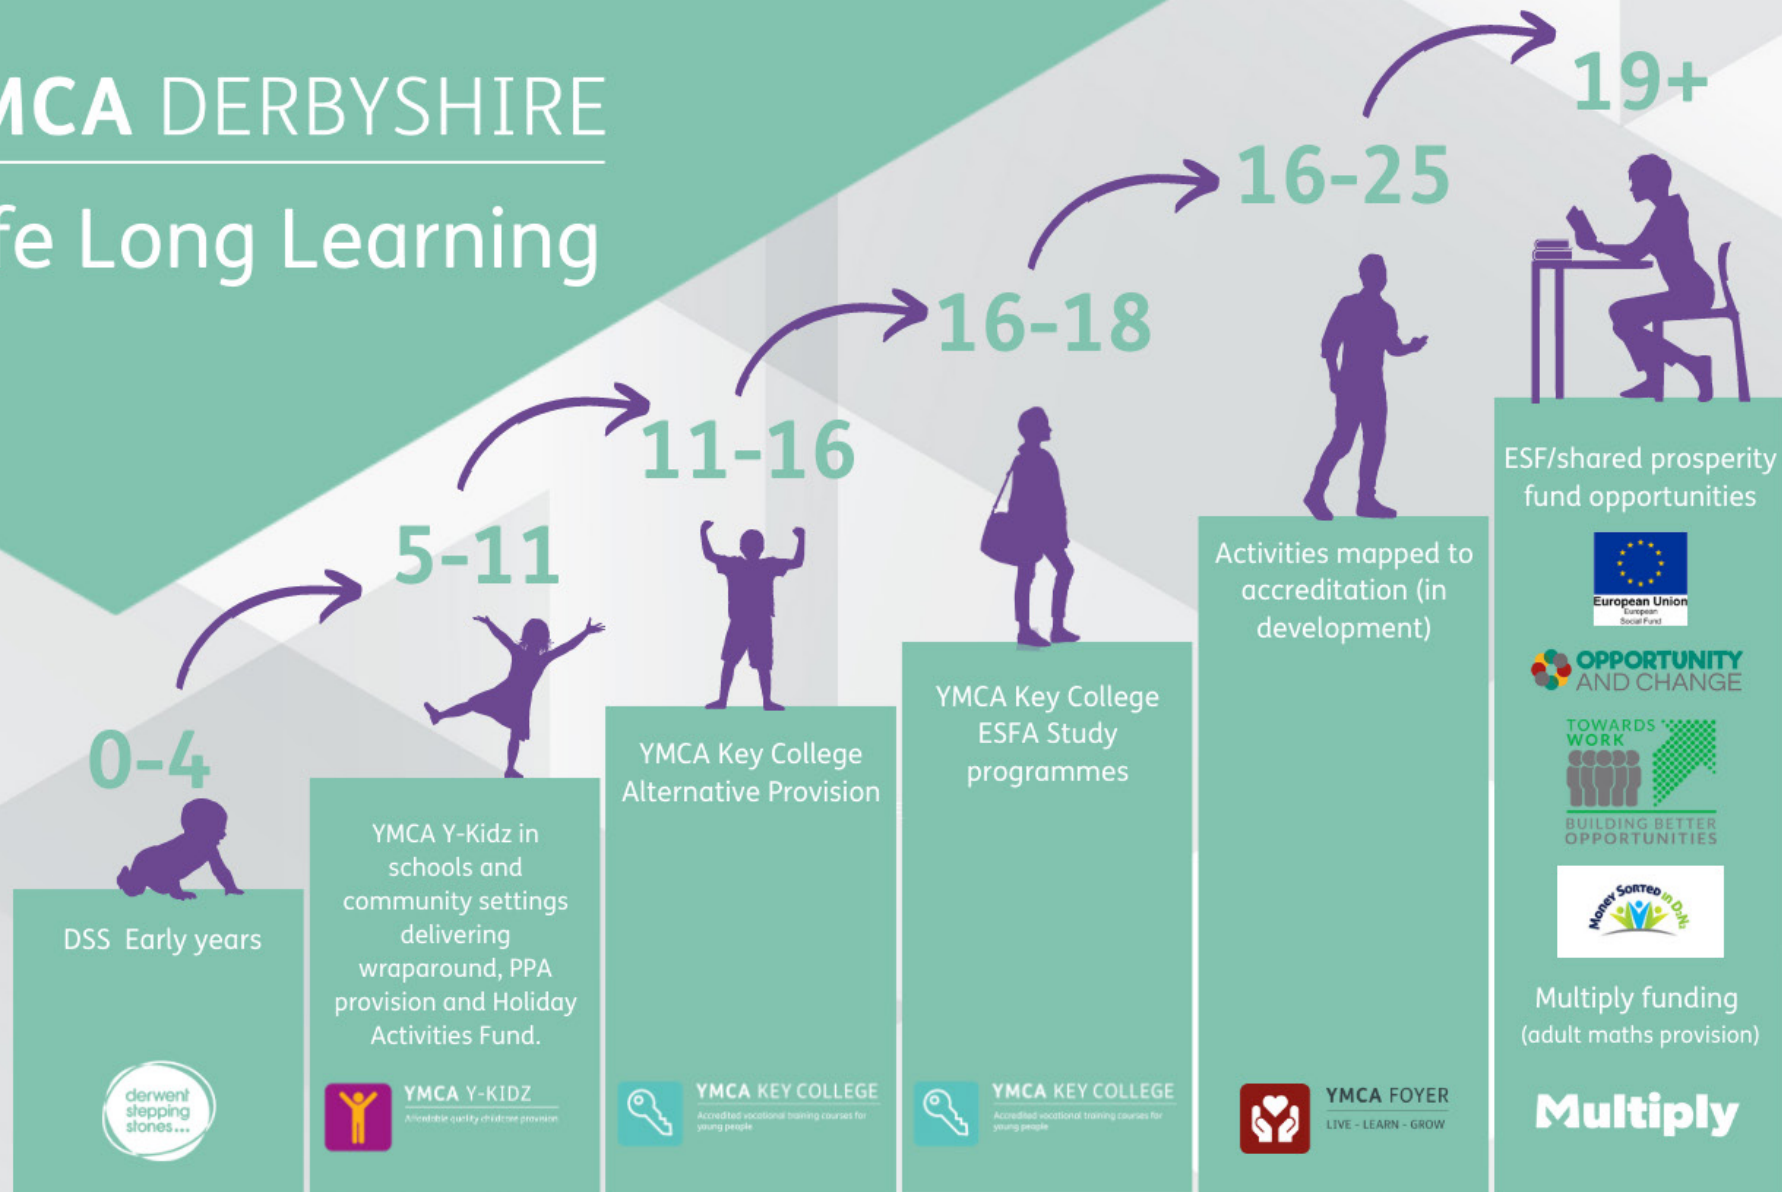 MCA DERBYSHIRE
fe Long Learning
0-4
DSS Early years
derwent
stepping
stones...
5-11
YMCA Y-Kidz in
schools and
community settings
delivering
wraparound, PPA
provision and Holiday
Activities Fund.
YMCA Y-KIDZ
Affordable quality childcare provision
11-16
YMCA Key College
Alternative Provision
YMCA KEY COLLEGE
Accredited vocational training courses for
young people
16-18
YMCA Key College
ESFA Study
programmes
YMCA KEY COLLEGE
Accredited vocational training courses for
young people
16-25
Activities mapped to
accreditation (in
development)
YMCA FOYER
LIVE - LEARN - GROW
19+
ESF/shared prosperity
fund opportunities
European Union
European
Social Fund
OPPORTUNITY
AND CHANGE
TOWARDS
WORK
BUILDING BETTER
OPPORTUNITIES
MONEY SORTED in D2N2
Multiply funding
(adult maths provision)
Multiply